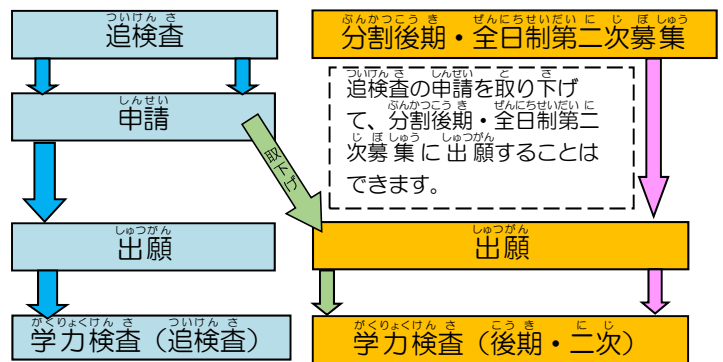 追検査
分割後期・全日制第二次募集
追検査の申請を取り下げ
て、分割後期・全日制第二
次募集に出願することは
できます。
申請
取下げ
出願
出願
学力検査（追検査）
学力検査（後期・二次）